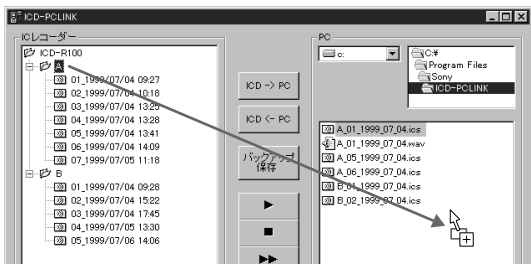 ICD-PCLINK
ICレコーダー
ICD-R100
A
01_1999/07/04 09:27
02_1999/07/04 10:18
03_1999/07/04 13:25
04_1999/07/04 13:28
05_1999/07/04 13:41
06_1999/07/04 14:09
07_1999/07/05 11:18
B
01_1999/07/04 09:28
02_1999/07/04 15:22
03_1999/07/04 17:45
04_1999/07/05 13:30
05_1999/07/06 14:06
ICD -> PC
ICD <- PC
バックアップ
保存
PC
c:
C:¥
Program Files
Sony
ICD-PCLINK
A_01_1999_07_04.ics
A_01_1999_07_04.wav
A_05_1999_07_04.ics
A_06_1999_07_04.ics
B_01_1999_07_04.ics
B_02_1999_07_04.ics